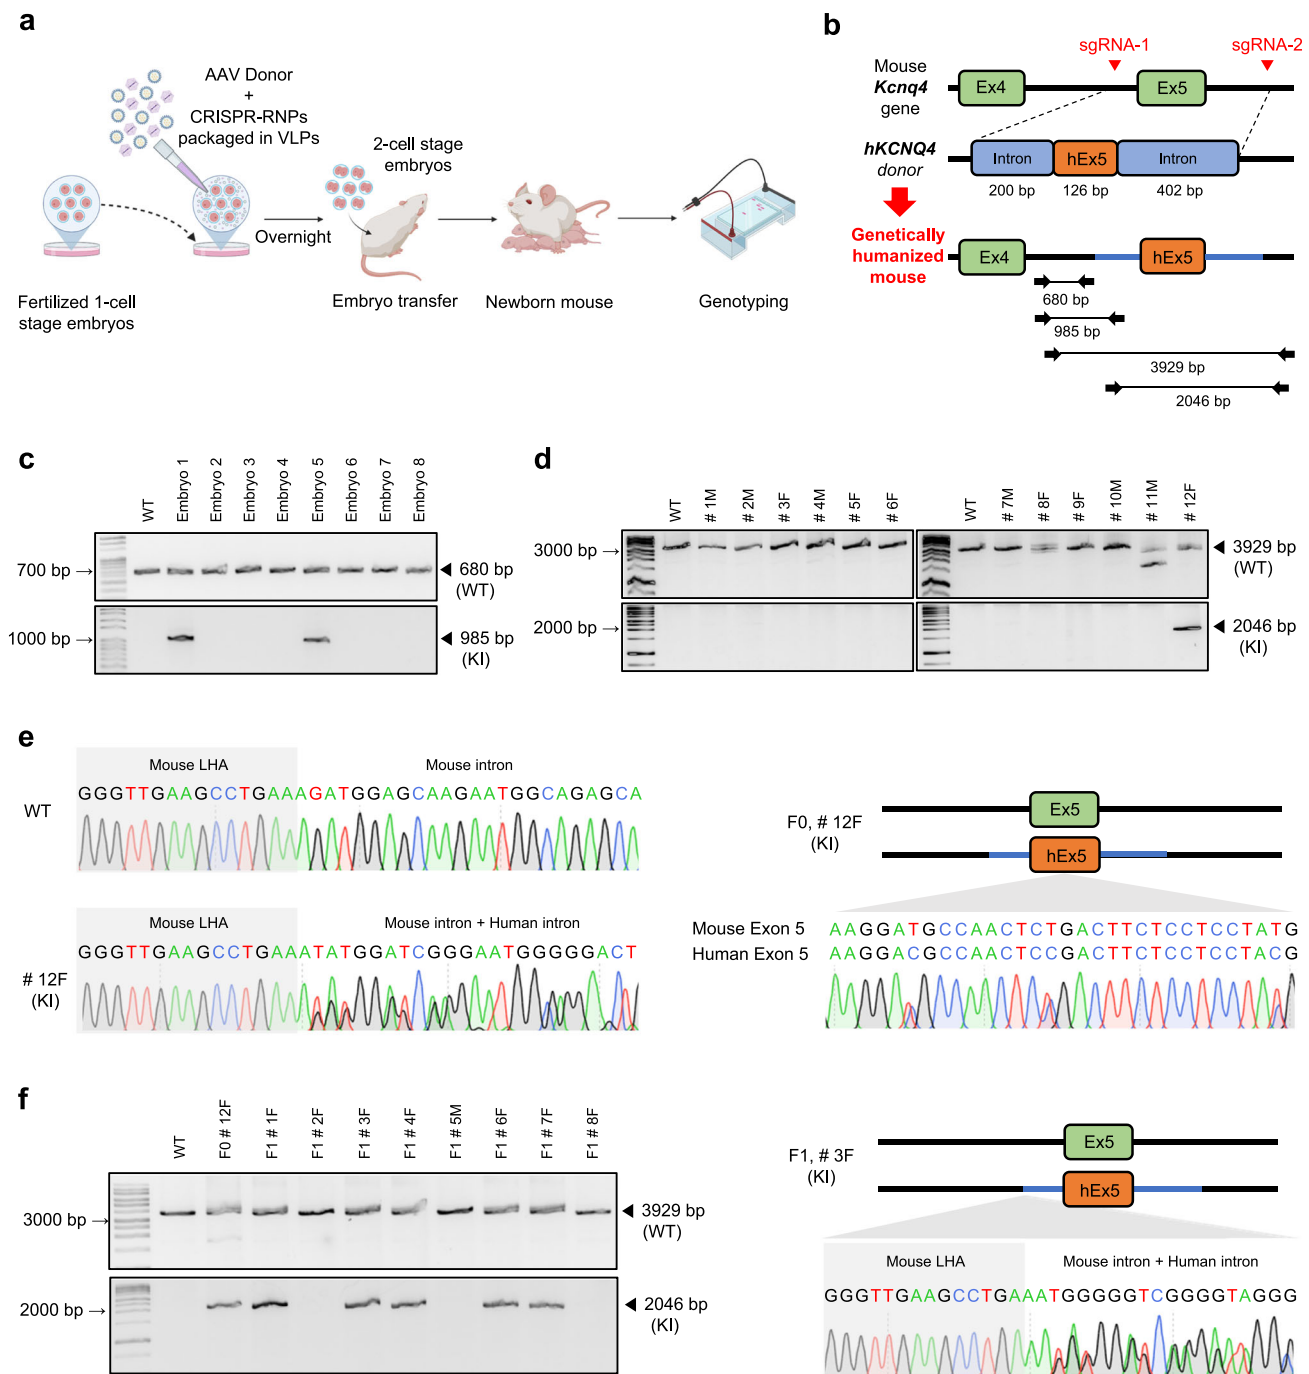 a
AAV Donor
+
CRISPR-RNPs
packaged in VLPs
2-cell stage
embryos
Overnight
Fertilized 1-cell
stage embryos
Embryo transfer
Newborn mouse
Genotyping
b
sgRNA-1
sgRNA-2
Mouse
Kcnq4
gene
Ex4
Ex5
hKCNQ4
donor
Intron
hEx5
Intron
200 bp
126 bp
402 bp
Genetically
humanized
mouse
Ex4
hEx5
680 bp
985 bp
3929 bp
2046 bp
c
WT
Embryo 1
Embryo 2
Embryo 3
Embryo 4
Embryo 5
Embryo 6
Embryo 7
Embryo 8
700 bp →
◀ 680 bp
(WT)
1000 bp →
◀ 985 bp
(KI)
d
WT
# 1M
# 2M
# 3F
# 4M
# 5F
# 6F
WT
# 7M
# 8F
# 9F
# 10M
# 11M
# 12F
3000 bp →
◀ 3929 bp
(WT)
2000 bp →
◀ 2046 bp
(KI)
e
Mouse LHA
Mouse intron
GGGTTGAAGCCTGAAAGATGGAGCAAGAATGGCAGAGCA
WT
Mouse LHA
Mouse intron + Human intron
GGGTTGAAGCCTGAAATATGGATCGGGAATGGGGGACT
# 12F
(KI)
F0, # 12F
(KI)
Ex5
hEx5
Mouse Exon 5
AAGGATGCCAACTCTGACTTCTCCTCCTATG
Human Exon 5
AAGGACGCCAACTCCGACTTCTCCTCCTACG
f
WT
F0 # 12F
F1 # 1F
F1 # 2F
F1 # 3F
F1 # 4F
F1 # 5M
F1 # 6F
F1 # 7F
F1 # 8F
3000 bp →
◀ 3929 bp
(WT)
2000 bp →
◀ 2046 bp
(KI)
F1, # 3F
(KI)
Ex5
hEx5
Mouse LHA
Mouse intron + Human intron
GGGTTGAAGCCTGAAATGGGGGTCGGGGTAGGG